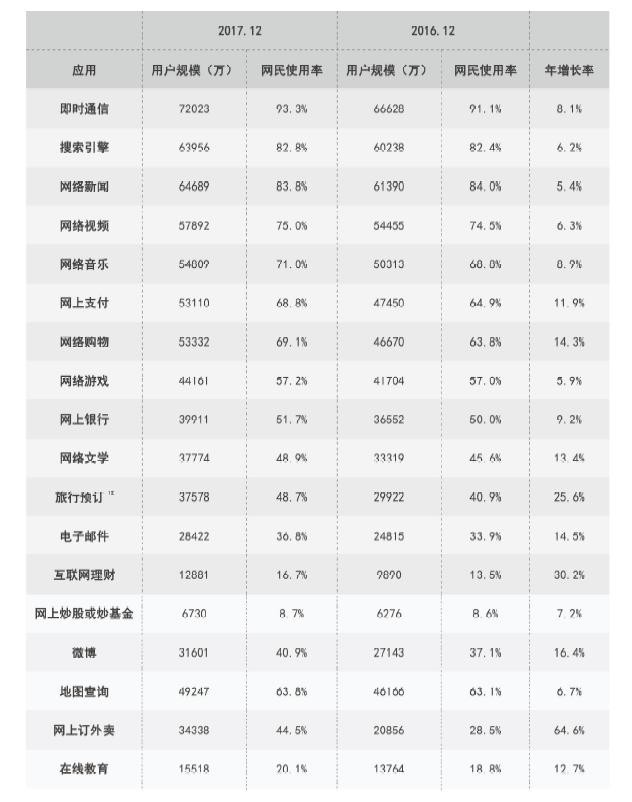 2017.12 2016.12
应用 用户规模（万） 网民使用率 用户规模（万） 网民使用率 年增长率
即时通信 72023 93.3% 66628 91.1% 8.1%
搜索引擎 63956 82.8% 60238 82.4% 6.2%
网络新闻 64689 83.8% 61390 84.0% 5.4%
网络视频 57892 75.0% 54455 74.5% 6.3%
网络音乐 54809 71.0% 50313 68.8% 8.9%
网上支付 53110 68.8% 47450 64.9% 11.9%
网络购物 53332 69.1% 46670 63.8% 14.3%
网络游戏 44161 57.2% 41704 57.0% 5.9%
网上银行 39911 51.7% 36552 50.0% 9.2%
网络文学 37774 48.9% 33319 45.6% 13.4%
旅行预订 37578 48.7% 29922 40.9% 25.6%
电子邮件 28422 36.8% 24815 33.9% 14.5%
互联网理财 12881 16.7% 9890 13.5% 30.2%
网上炒股或炒基金 6730 8.7% 6276 8.6% 7.2%
微博 31601 40.9% 27143 37.1% 16.4%
地图查询 49247 63.8% 46166 63.1% 6.7%
网上订外卖 34338 44.5% 20856 28.5% 64.6%
在线教育 15518 20.1% 13764 18.8% 12.7%